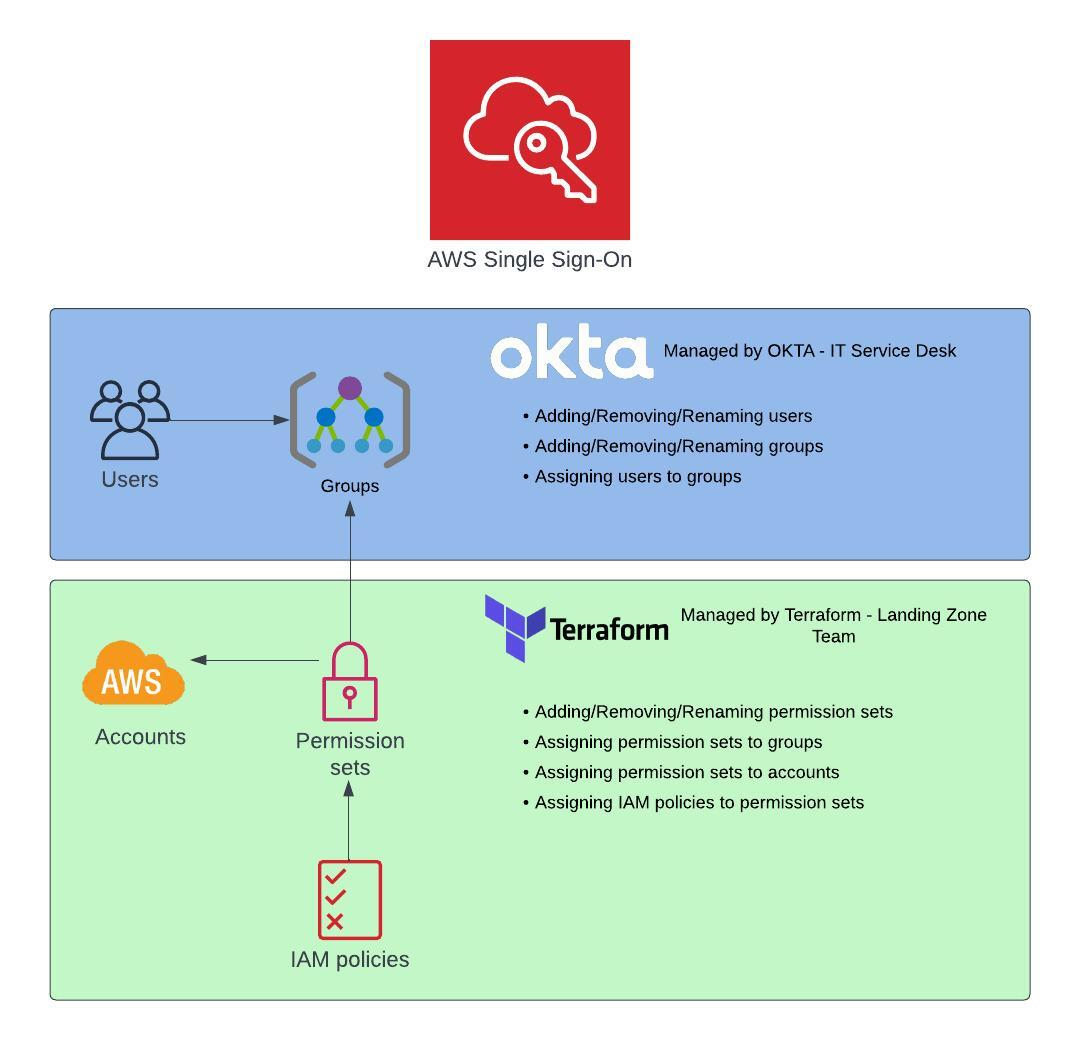 AWS Single Sign-On
okta
Managed by OKTA - IT Service Desk
• Adding/Removing/Renaming users
• Adding/Removing/Renaming groups
• Assigning users to groups
Users
Groups
Terraform
Managed by Terraform - Landing Zone
Team
AWS
Accounts
Permission
sets
• Adding/Removing/Renaming permission sets
• Assigning permission sets to groups
• Assigning permission sets to accounts
• Assigning IAM policies to permission sets
IAM policies